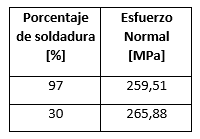 Porcentaje de soldadura [%] Esfuerzo Normal [MPa]
97 259,51
30 265,88